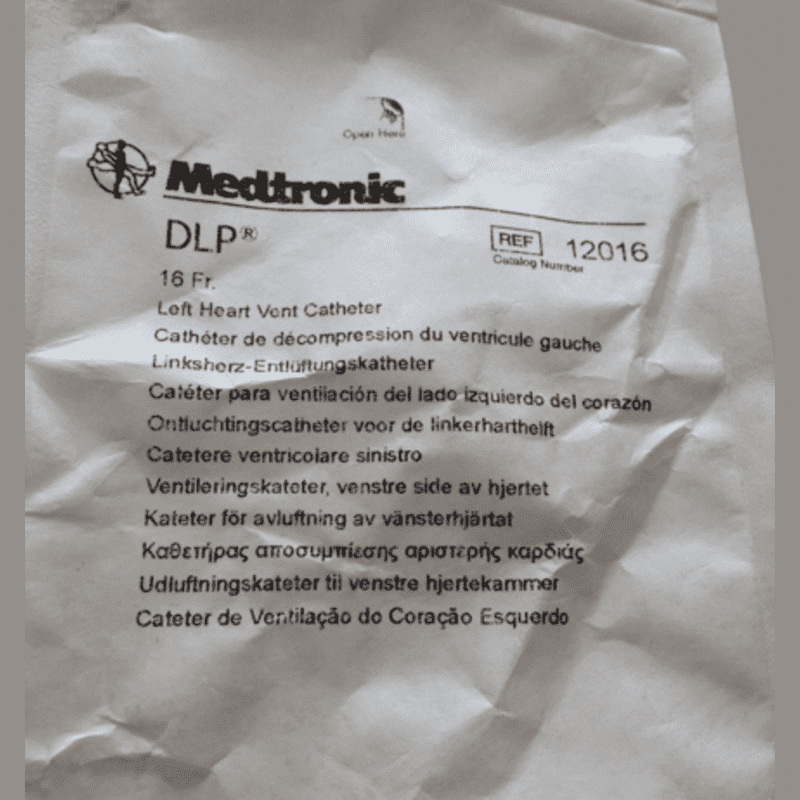 Open Here
Medtronic
DLP®
REF 12016
Catalog Number
16 Fr.
Left Heart Vent Catheter
Cathéter de décompression du ventricule gauche
Linksherz-Entlüftungskatheter
Catéter para ventilación del lado izquierdo del corazón
Ontluchtingscatheter voor de linkerharthelft
Catetere ventricolare sinistro
Ventileringskateter, venstre side av hjertet
Kateter för avluftning av vänsterhjärtat
Καθετήρας αποσυμπίεσης αριστερής καρδιάς
Udluftningskateter til venstre hjertekammer
Cateter de Ventilação do Coração Esquerdo